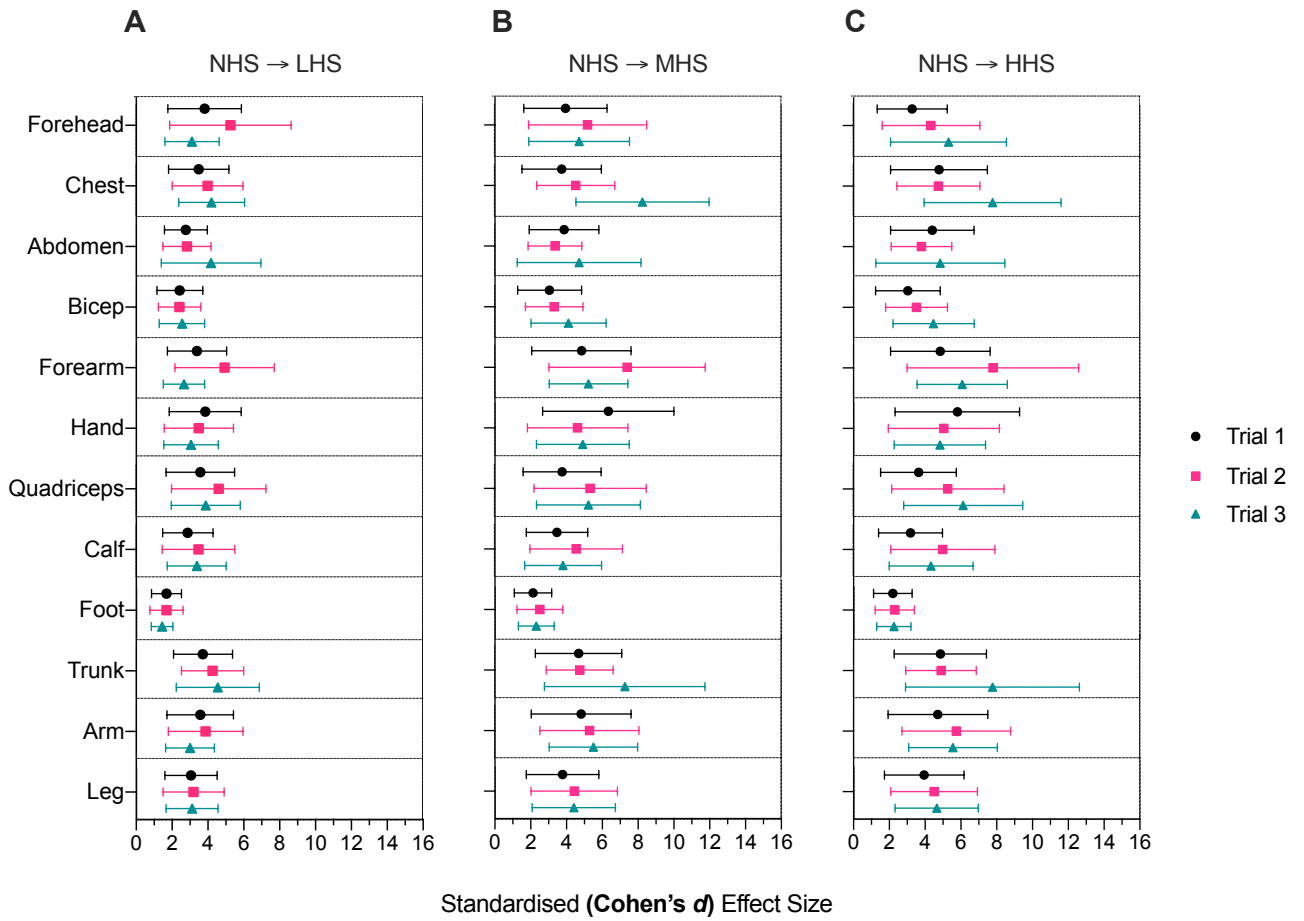 A
B
C
NHS → LHS
NHS → MHS
NHS → HHS
Forehead
Chest
Abdomen
Bicep
Forearm
Hand
Quadriceps
Calf
Foot
Trunk
Arm
Leg
Trial 1
Trial 2
Trial 3
0 2 4 6 8 10 12 14 16
0 2 4 6 8 10 12 14 16
0 2 4 6 8 10 12 14 16
Standardised (Cohen's d) Effect Size